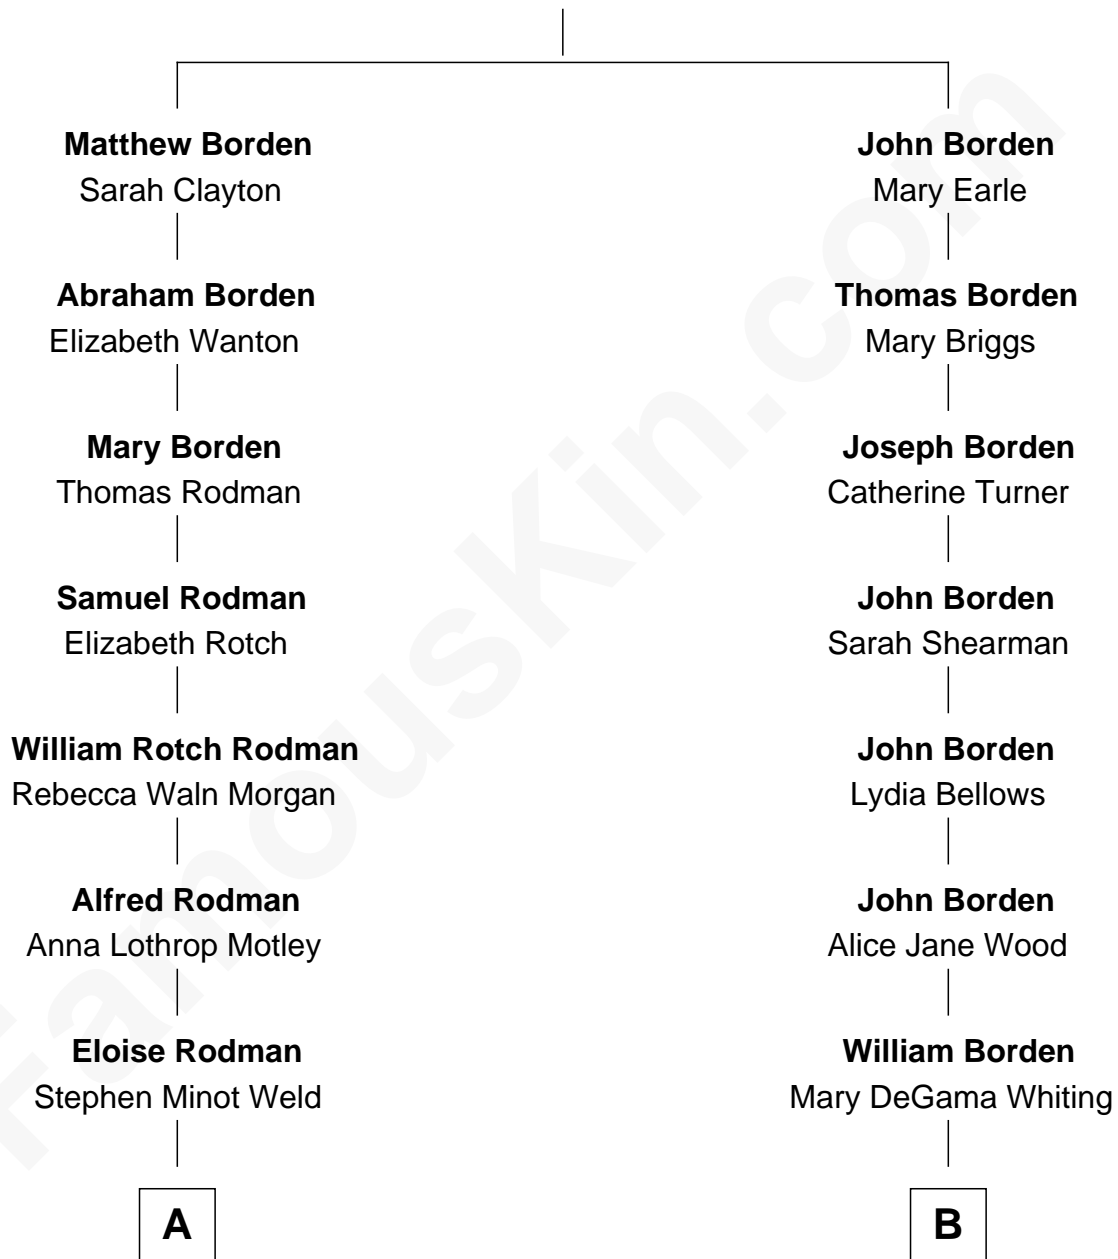 Matthew Borden
Sarah Clayton
Abraham Borden
Elizabeth Wanton
Mary Borden
Thomas Rodman
Samuel Rodman
Elizabeth Rotch
William Rotch Rodman
Rebecca Waln Morgan
Alfred Rodman
Anna Lothrop Motley
Eloise Rodman
Stephen Minot Weld
A
John Borden
Mary Earle
Thomas Borden
Mary Briggs
Joseph Borden
Catherine Turner
John Borden
Sarah Shearman
John Borden
Lydia Bellows
John Borden
Alice Jane Wood
William Borden
Mary DeGama Whiting
B
FamousKin.com